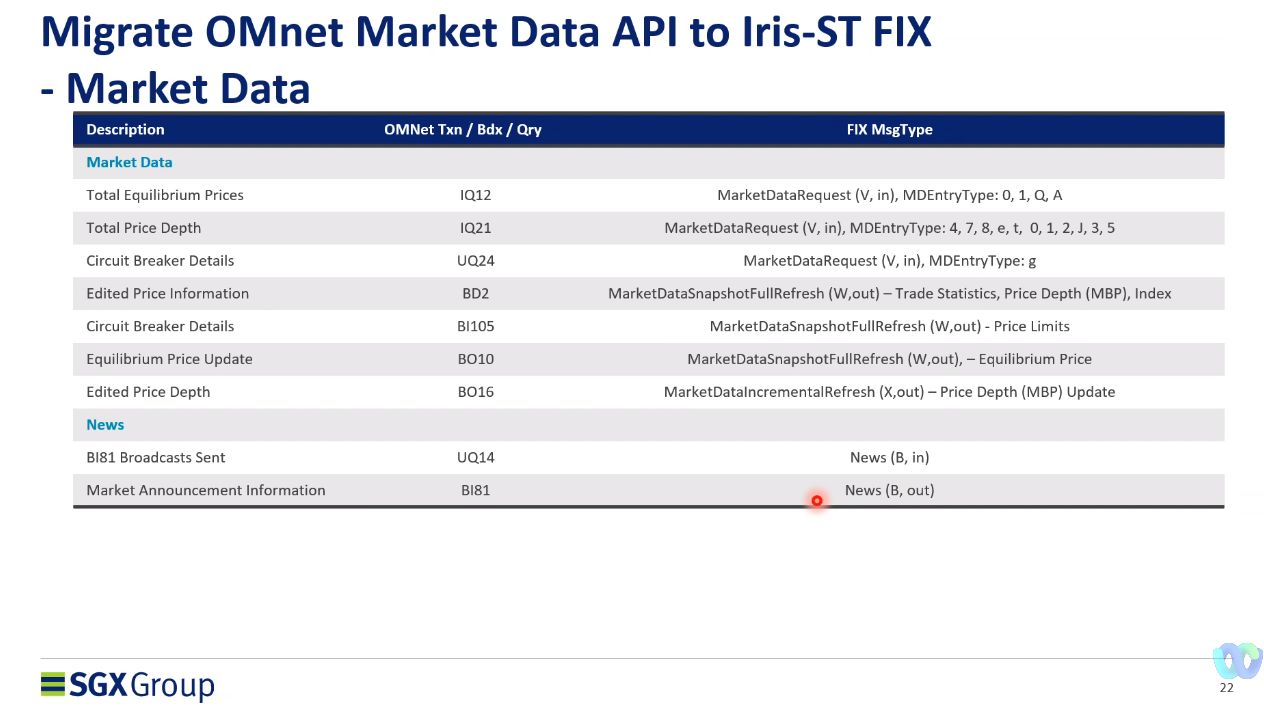 Migrate OMnet Market Data API to Iris-ST FIX
- Market Data
Description OMNet Txn / Bdx / Qry FIX MsgType
Market Data
Total Equilibrium Prices IQ12 MarketDataRequest (V, in), MDEntryType: 0, 1, Q, A
Total Price Depth IQ21 MarketDataRequest (V, in), MDEntryType: 4, 7, 8, e, t, 0, 1, 2, J, 3, 5
Circuit Breaker Details UQ24 MarketDataRequest (V, in), MDEntryType: g
Edited Price Information BD2 MarketDataSnapshotFullRefresh (W,out) – Trade Statistics, Price Depth (MBP), Index
Circuit Breaker Details BI105 MarketDataSnapshotFullRefresh (W,out) - Price Limits
Equilibrium Price Update BO10 MarketDataSnapshotFullRefresh (W,out), – Equilibrium Price
Edited Price Depth BO16 MarketDataIncrementalRefresh (X,out) – Price Depth (MBP) Update
News
BI81 Broadcasts Sent UQ14 News (B, in)
Market Announcement Information BI81 News (B, out)
SGX Group
22